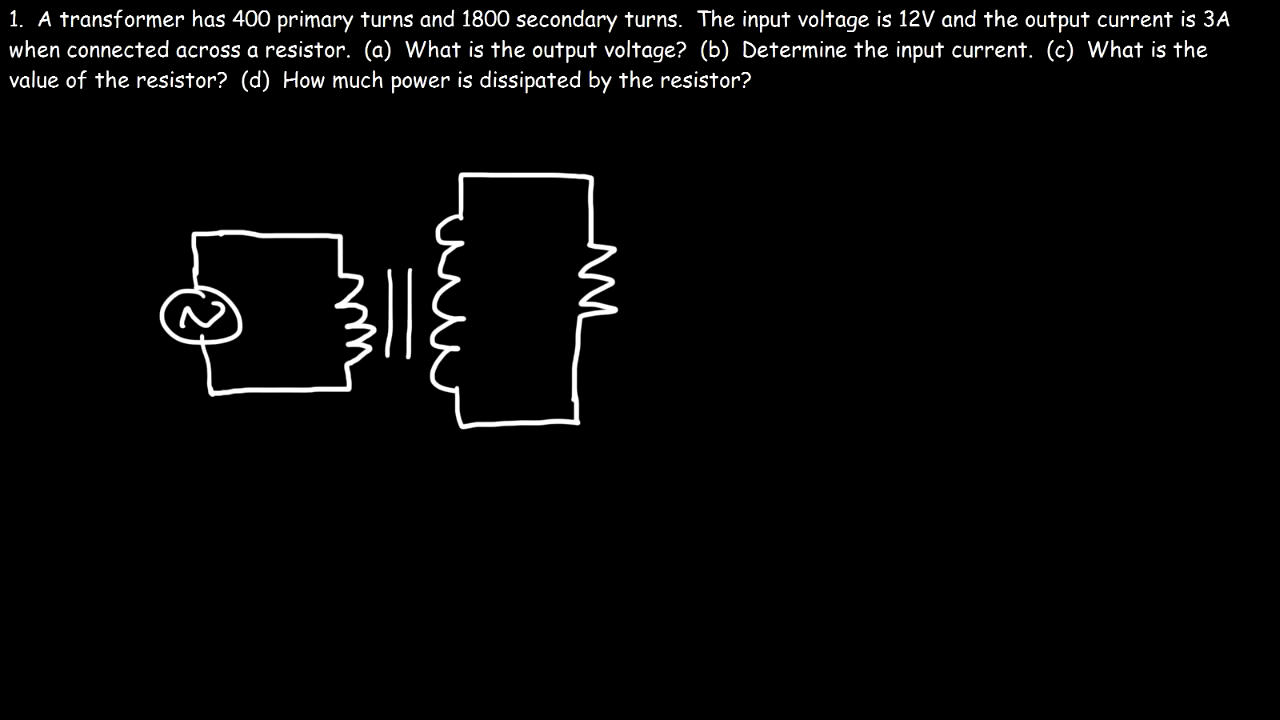 1. A transformer has 400 primary turns and 1800 secondary turns. The input voltage is 12V and the output current is 3A
when connected across a resistor. (a) What is the output voltage? (b) Determine the input current. (c) What is the
value of the resistor? (d) How much power is dissipated by the resistor?